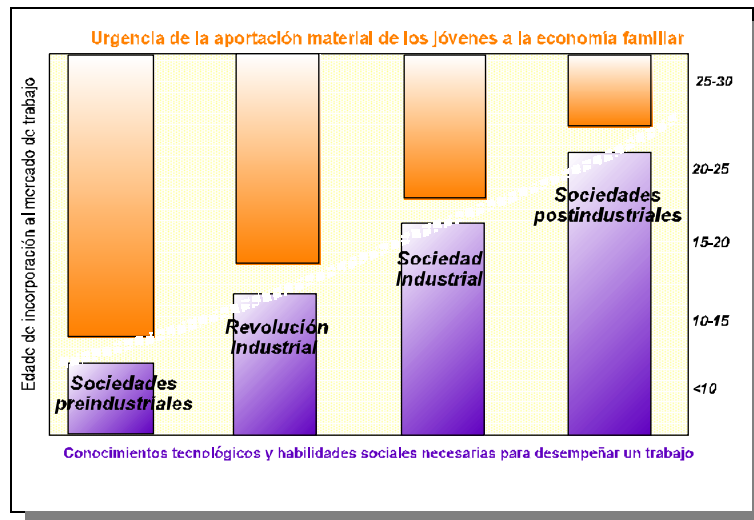 Urgencia de la aportación material de los jóvenes a la economía familiar
Edade de incorporación al mercado de trabajo
25-30
20-25
15-20
10-15
<10
Sociedades
preindustriales
Revolución
Industrial
Sociedad
Industrial
Sociedades
postindustriales
Conocimientos tecnológicos y habilidades sociales necesarias para desempeñar un trabajo